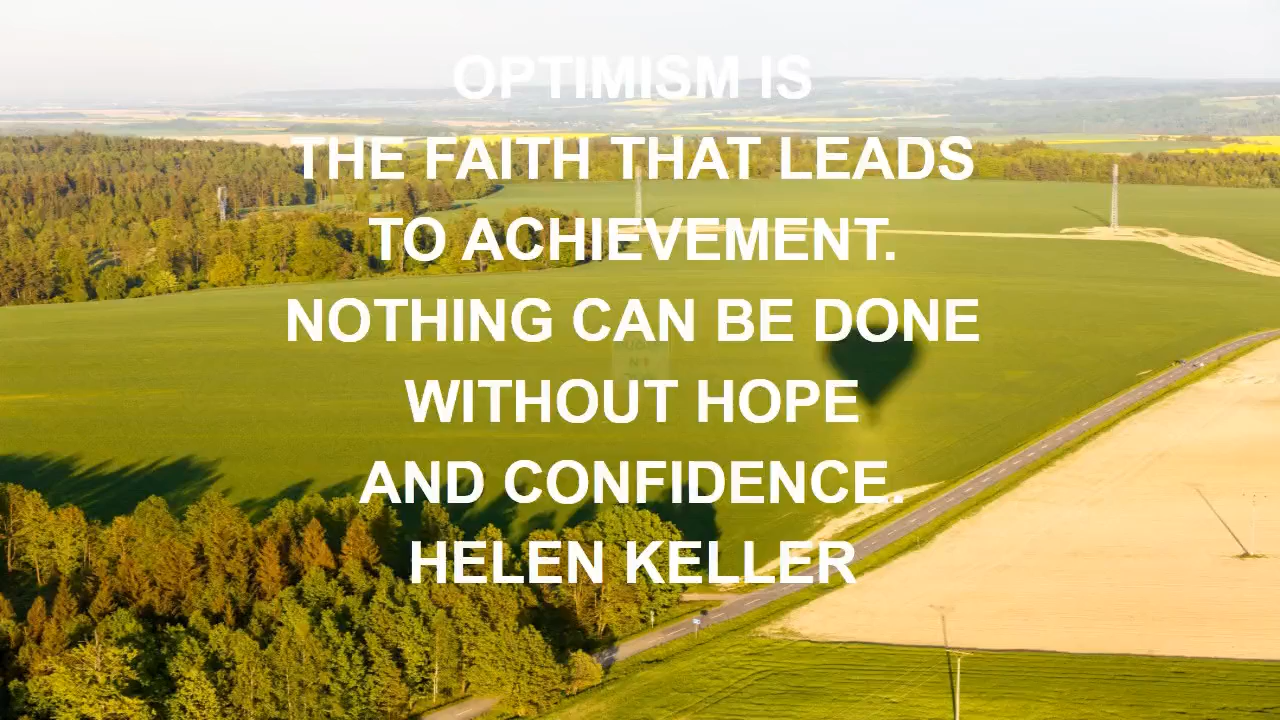 OPTIMISM IS
THE FAITH THAT LEADS
TO ACHIEVEMENT.
NOTHING CAN BE DONE
WITHOUT HOPE
AND CONFIDENCE.
HELEN KELLER